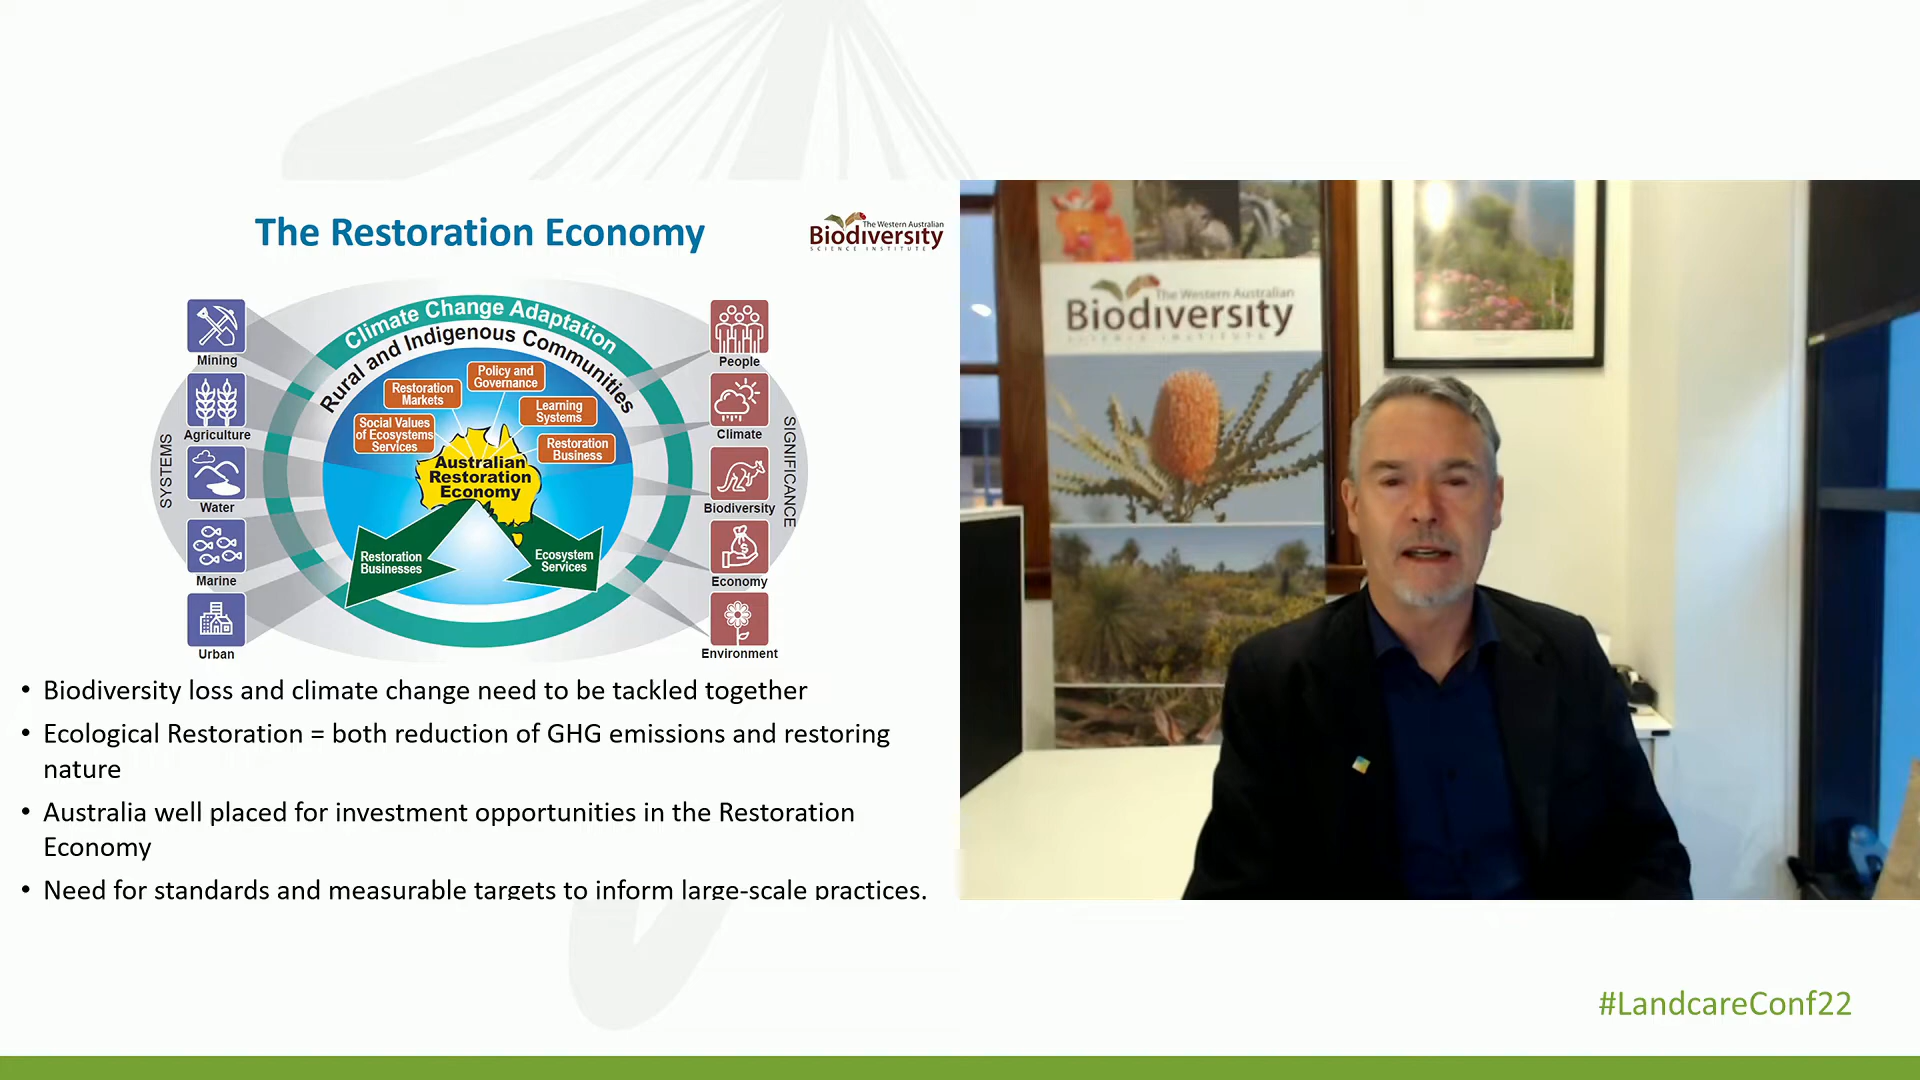 The Restoration Economy
The Western Australian
Biodiversity
SCIENCE INSTITUTE
Climate Change Adaptation
Rural and Indigenous Communities
SYSTEMS
Mining
Agriculture
Water
Marine
Urban
Policy and
Governance
Restoration
Markets
Learning
Systems
Social Values
of Ecosystems
Services
Restoration
Business
Australian
Restoration
Economy
Restoration
Businesses
Ecosystem
Services
People
Climate
Biodiversity
Economy
Environment
SIGNIFICANCE
• Biodiversity loss and climate change need to be tackled together
• Ecological Restoration = both reduction of GHG emissions and restoring
nature
• Australia well placed for investment opportunities in the Restoration
Economy
• Need for standards and measurable targets to inform large-scale practices.
The Western Australian
Biodiversity
SCIENCE INSTITUTE
#LandcareConf22